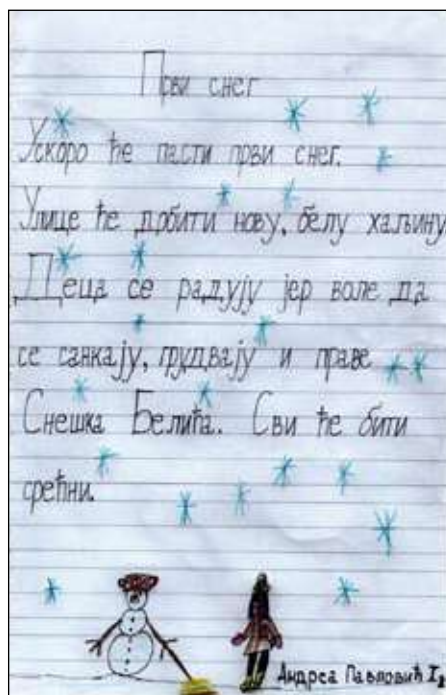 Први снег
Ускоро ће пасти први снег.
Улице ће добити нову, белу хаљину
Деца се радују јер воле да
се санкају, грудвају и праве
Снешка Белића. Сви ће бити
срећни.
Андреа Павловић I₂